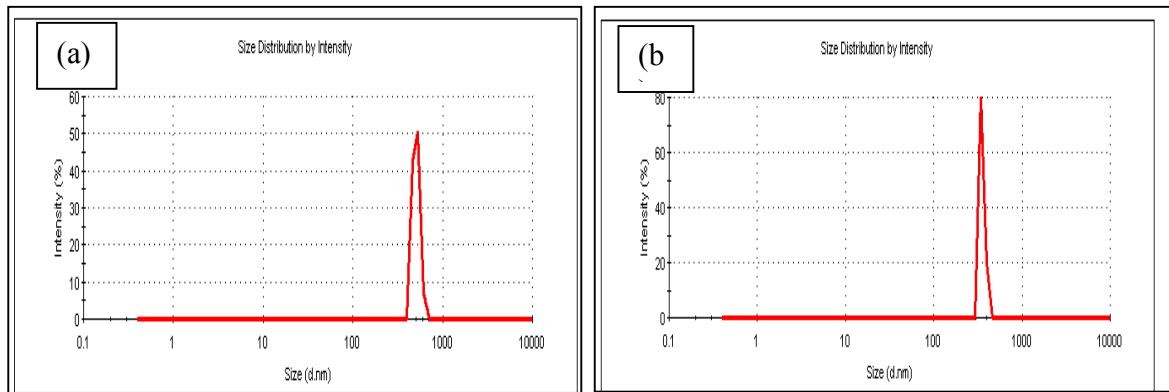 (a)
Size Distribution by Intensity
60
50
40
30
20
10
0
Intensity (%)
0.1 1 10 100 1000 10000
Size (d.nm)
(b
Size Distribution by Intensity
80
60
40
20
0
Intensity (%)
0.1 1 10 100 1000 10000
Size (d.nm)